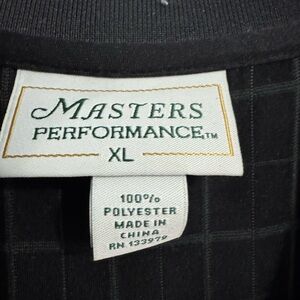 MASTERS
PERFORMANCE™
XL
100%
POLYESTER
MADE IN
CHINA
RN 133979